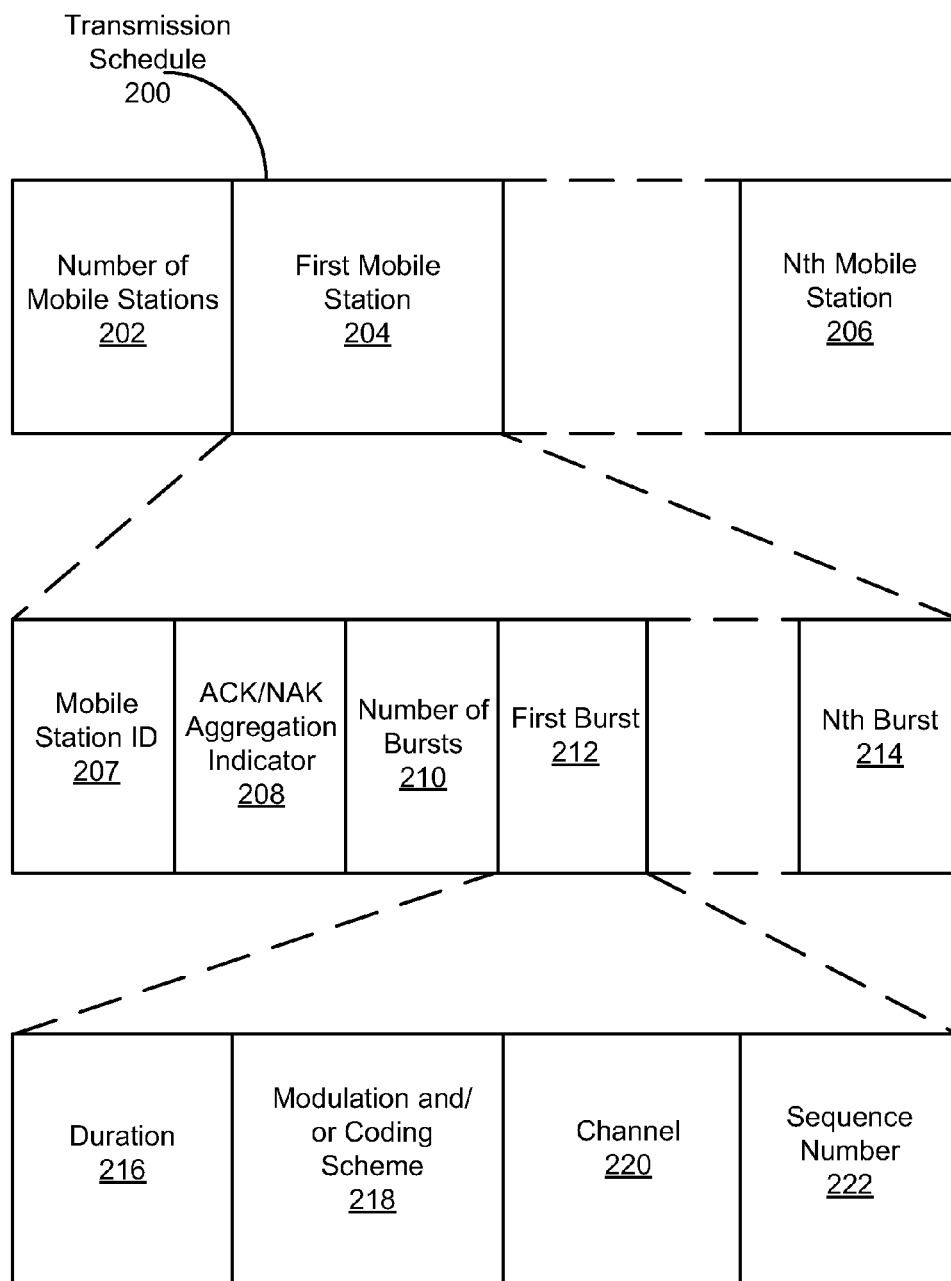 Transmission
Schedule
200
Number of
Mobile Stations
202
First Mobile
Station
204
Nth Mobile
Station
206
Mobile
Station ID
207
ACK/NAK
Aggregation
Indicator
208
Number of
Bursts
210
First Burst
212
Nth Burst
214
Duration
216
Modulation and/
or Coding
Scheme
218
Channel
220
Sequence
Number
222